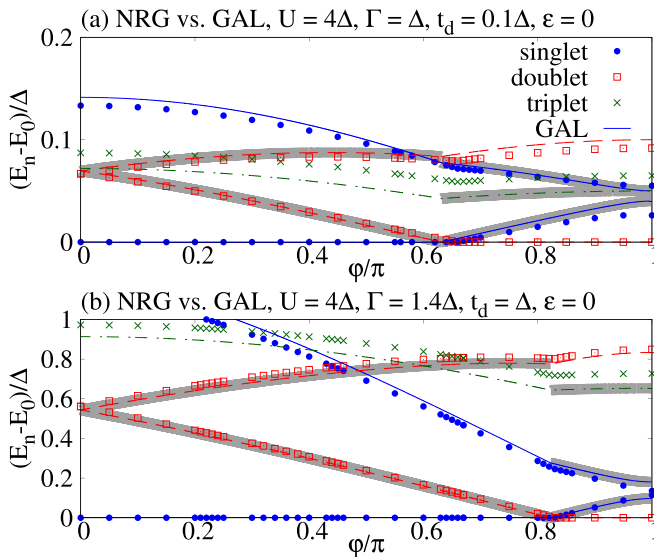 (a) NRG vs. GAL, U = 4Δ, Γ = Δ, t_d = 0.1Δ, ε = 0
0.2
singlet
doublet
triplet
GAL
(E_n-E_0)/Δ
0.1
0
0 0.2 0.4 0.6 0.8 1
φ/π
(b) NRG vs. GAL, U = 4Δ, Γ = 1.4Δ, t_d = Δ, ε = 0
1
0.8
0.6
(E_n-E_0)/Δ
0.4
0.2
0
0 0.2 0.4 0.6 0.8 1
φ/π